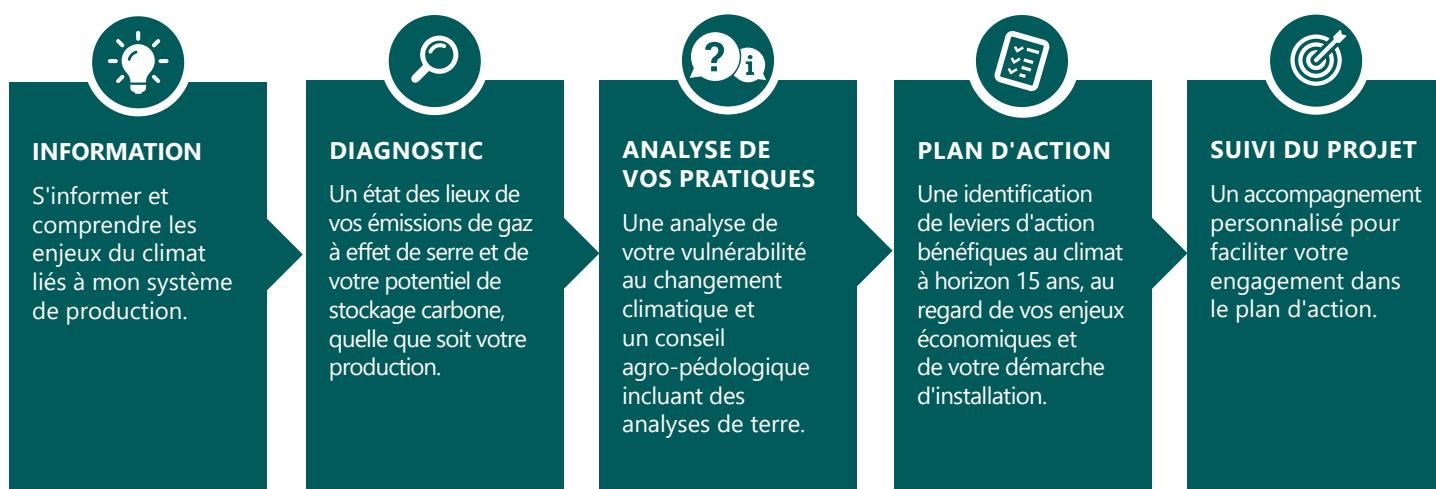 INFORMATION
S'informer et
comprendre les
enjeux du climat
liés à mon système
de production.
DIAGNOSTIC
Un état des lieux de
vos émissions de gaz
à effet de serre et de
votre potentiel de
stockage carbone,
quelle que soit votre
production.
?
i
ANALYSE DE
VOS PRATIQUES
Une analyse de
votre vulnérabilité
au changement
climatique et
un conseil
agro-pédologique
incluant des
analyses de terre.
PLAN D'ACTION
Une identification
de leviers d'action
bénéfiques au climat
à horizon 15 ans, au
regard de vos enjeux
économiques et
de votre démarche
d'installation.
SUIVI DU PROJET
Un accompagnement
personnalisé pour
faciliter votre
engagement dans
le plan d'action.